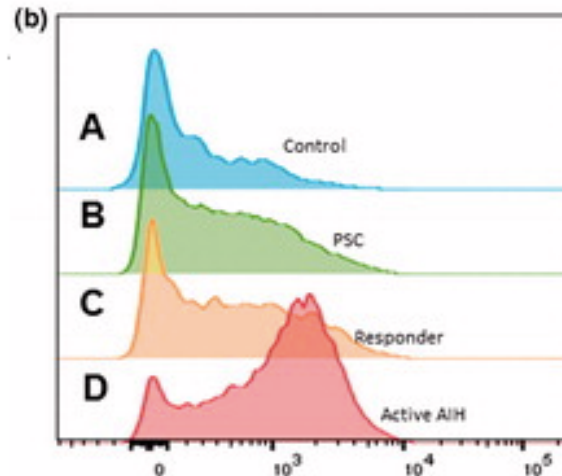 (b)
A
Control
B
PSC
C
Responder
D
Active AIH
0 10³ 10⁴ 10⁵